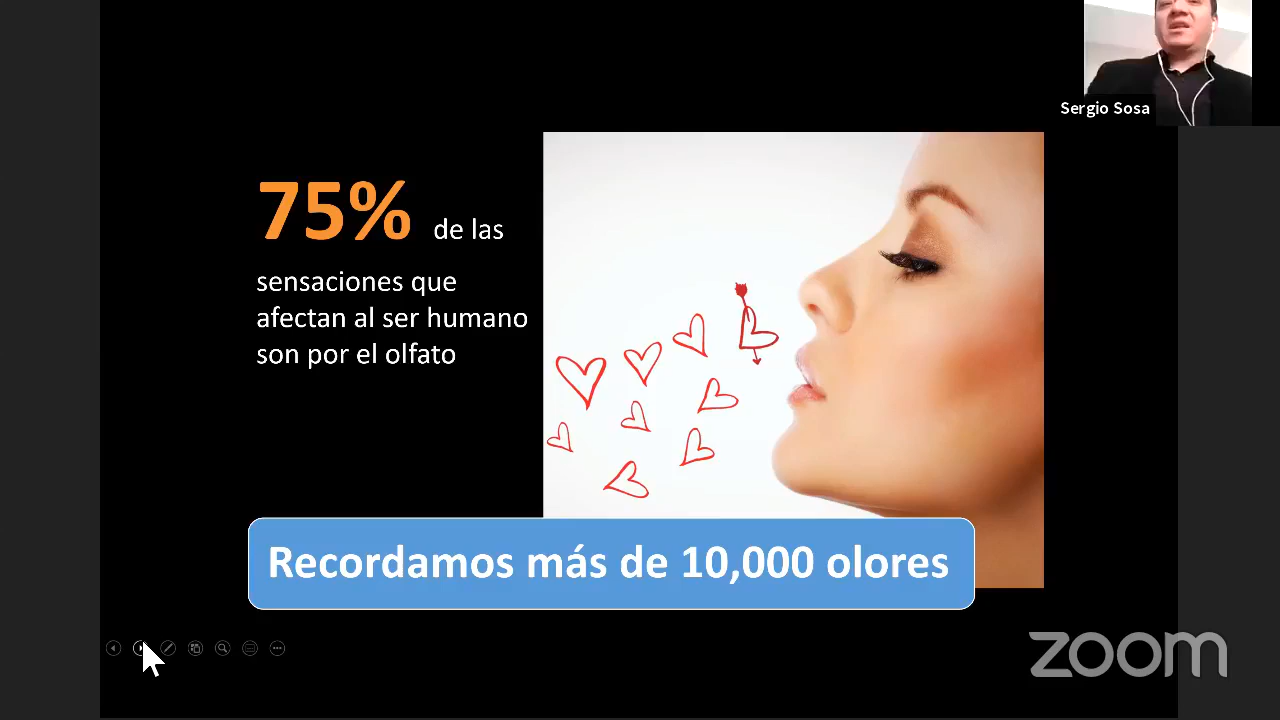 Sergio Sosa
75% de las
sensaciones que
afectan al ser humano
son por el olfato
Recordamos más de 10,000 olores
zoom